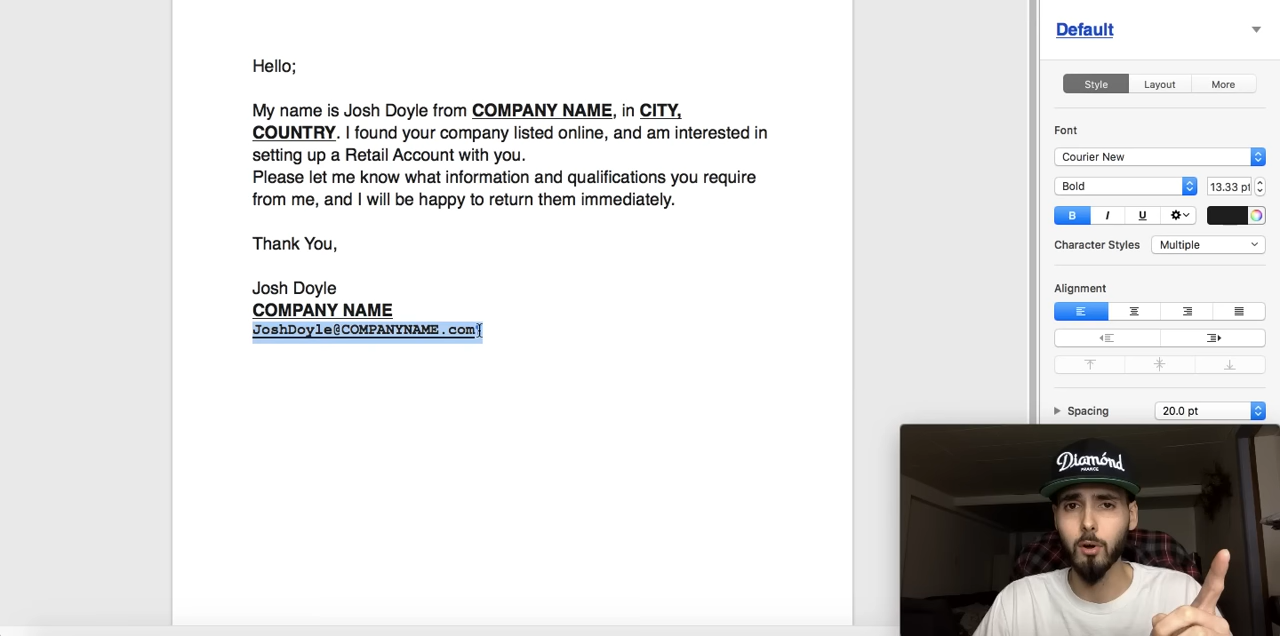 Hello;
My name is Josh Doyle from COMPANY NAME, in CITY,
COUNTRY. I found your company listed online, and am interested in
setting up a Retail Account with you.
Please let me know what information and qualifications you require
from me, and I will be happy to return them immediately.
Thank You,
Josh Doyle
COMPANY NAME
JoshDoyle@COMPANYNAME.com
Default
Style Layout More
Font
Courier New
Bold 13.33 pt
B I U
Character Styles Multiple
Alignment
Spacing 20.0 pt
Diamond